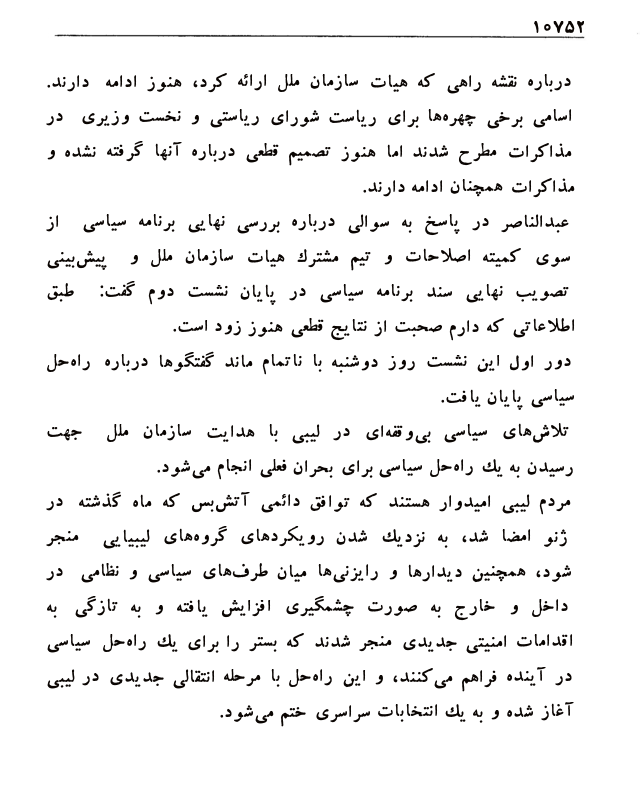 ۱۰۷۵۲
درباره نقشه راهی که هیات سازمان ملل ارائه کرد، هنوز ادامه دارند.
اسامی برخی چهره‌ها برای ریاست شورای ریاستی و نخست وزیری در
مذاکرات مطرح شدند اما هنوز تصمیم قطعی درباره آنها گرفته نشده و
مذاکرات همچنان ادامه دارند.
عبدالناصر در پاسخ به سوالی درباره بررسی نهایی برنامه سیاسی از
سوی کمیته اصلاحات و تیم مشترك هیات سازمان ملل و پیش‌بینی
تصویب نهایی سند برنامه سیاسی در پایان نشست دوم گفت: طبق
اطلاعاتی که دارم صحبت از نتایج قطعی هنوز زود است.
دور اول این نشست روز دوشنبه با ناتمام ماند گفتگوها درباره راه‌حل
سیاسی پایان یافت.
تلاش‌های سیاسی بی‌وقفه‌ای در لیبی با هدایت سازمان ملل جهت
رسیدن به یك راه‌حل سیاسی برای بحران فعلی انجام می‌شود.
مردم لیبی امیدوار هستند که توافق دائمی آتش‌بس که ماه گذشته در
ژنو امضا شد، به نزدیك شدن رویکردهای گروه‌های لیبیایی منجر
شود، همچنین دیدارها و رایزنی‌ها میان طرف‌های سیاسی و نظامی در
داخل و خارج به صورت چشمگیری افزایش یافته و به تازگی به
اقدامات امنیتی جدیدی منجر شدند که بستر را برای یك راه‌حل سیاسی
در آینده فراهم می‌کنند، و این راه‌حل با مرحله انتقالی جدیدی در لیبی
آغاز شده و به یك انتخابات سراسری ختم می‌شود.